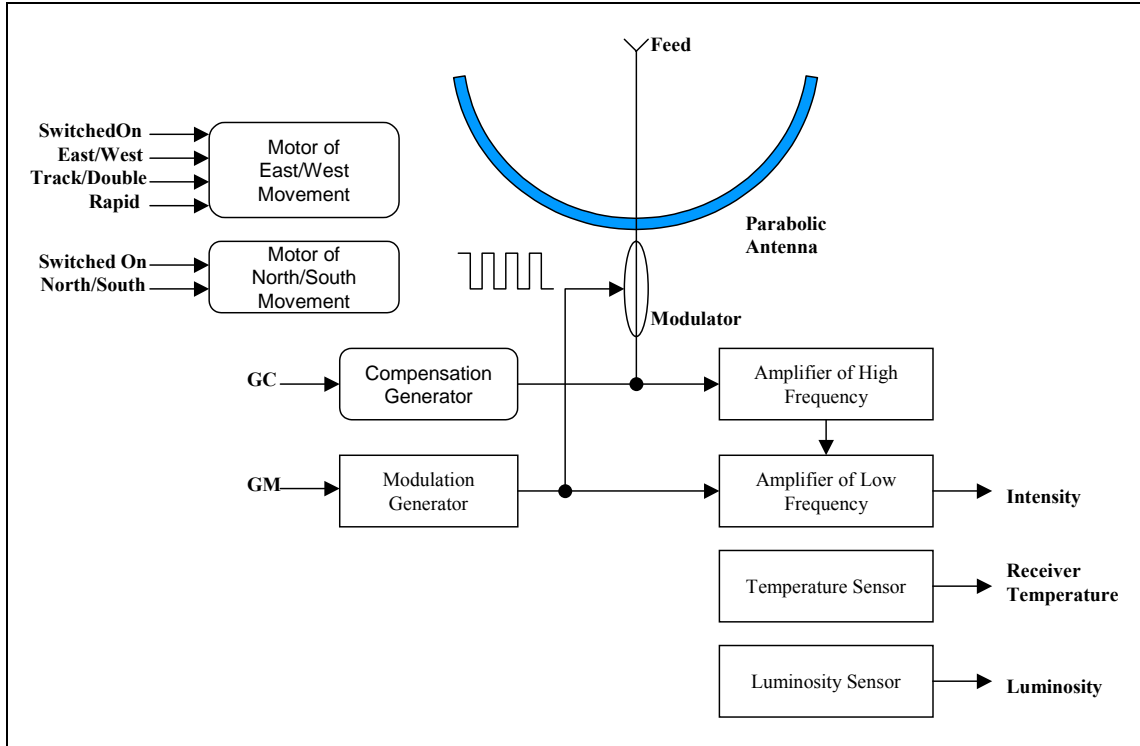 Feed
SwitchedOn
East/West
Track/Double
Rapid
Motor of
East/West
Movement
Parabolic
Antenna
Switched On
North/South
Motor of
North/South
Movement
Modulator
GC
Compensation
Generator
Amplifier of High
Frequency
GM
Modulation
Generator
Amplifier of Low
Frequency
Intensity
Temperature Sensor
Receiver
Temperature
Luminosity Sensor
Luminosity